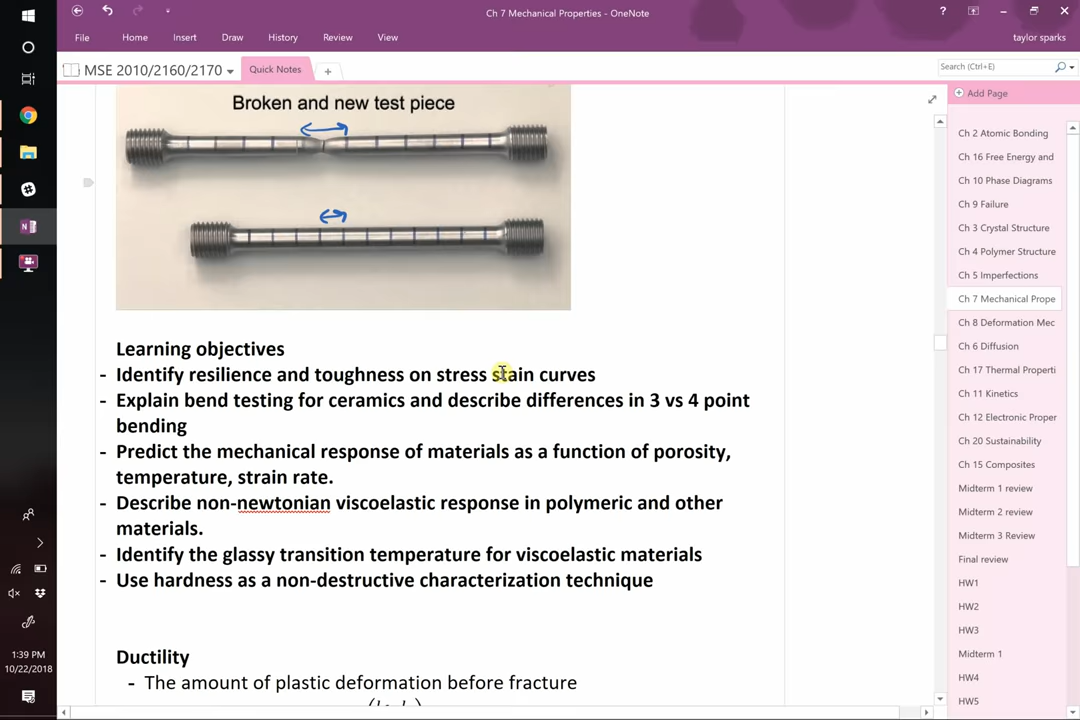 Ch 7 Mechanical Properties - OneNote
?
File
Home
Insert
Draw
History
Review
View
taylor sparks
MSE 2010/2160/2170
Quick Notes
+
Search (Ctrl+E)
Add Page
Broken and new test piece
Learning objectives
- Identify resilience and toughness on stress stain curves
- Explain bend testing for ceramics and describe differences in 3 vs 4 point
bending
- Predict the mechanical response of materials as a function of porosity,
temperature, strain rate.
- Describe non-newtonian viscoelastic response in polymeric and other
materials.
- Identify the glassy transition temperature for viscoelastic materials
- Use hardness as a non-destructive characterization technique
Ductility
- The amount of plastic deformation before fracture
Ch 2 Atomic Bonding
Ch 16 Free Energy and
Ch 10 Phase Diagrams
Ch 9 Failure
Ch 3 Crystal Structure
Ch 4 Polymer Structure
Ch 5 Imperfections
Ch 7 Mechanical Prope
Ch 8 Deformation Mec
Ch 6 Diffusion
Ch 17 Thermal Properti
Ch 11 Kinetics
Ch 12 Electronic Proper
Ch 20 Sustainability
Ch 15 Composites
Midterm 1 review
Midterm 2 review
Midterm 3 Review
Final review
HW1
HW2
HW3
Midterm 1
HW4
HW5
1:39 PM
10/22/2018